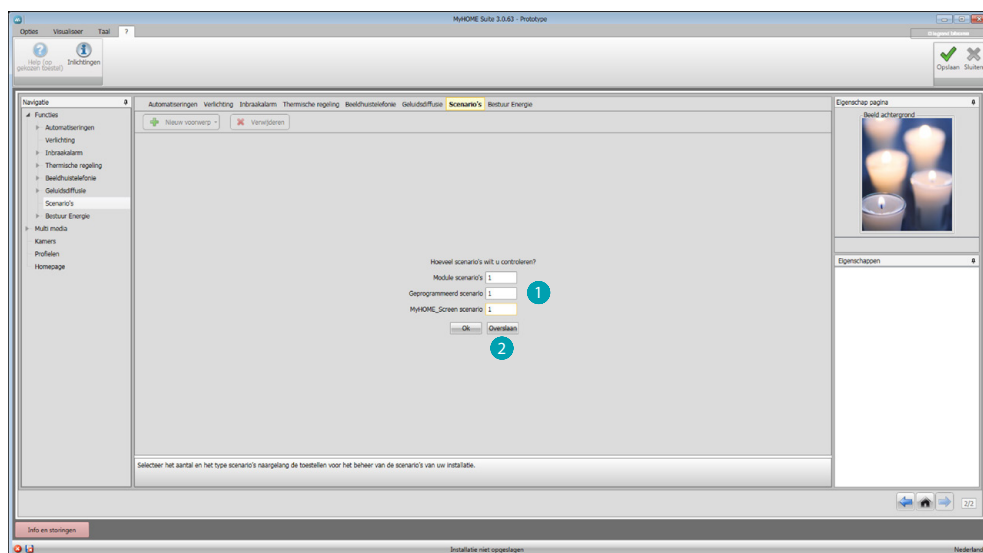 MyHOME Suite 3.0.63 - Prototype
Opties Visualiseer Taal ?
Help (op gekozen toestel)
Inlichtingen
Opslaan Sluiten
Navigatie
Functies
Automatiseringen
Verlichting
Inbraakalarm
Thermische regeling
Beeldhuistelefonie
Geluidsdiffusie
Scenario's
Bestuur Energie
Multi media
Kamers
Profielen
Homepage
Automatiseringen Verlichting Inbraakalarm Thermische regeling Beeldhuistelefonie Geluidsdiffusie Scenario's Bestuur Energie
Nieuw voorwerp
Verwijderen
Hoeveel scenario's wilt u controleren?
Module scenario's 1
Geprogrammeerd scenario 1
1
MyHOME_Screen scenario 1
Ok Overslaan
2
Selecteer het aantal en het type scenario's naargelang de toestellen voor het beheer van de scenario's van uw installatie.
Eigenschap pagina
Beeld achtergrond
Eigenschappen
2/2
Info en storingen
Installatie niet opgeslagen
Nederland